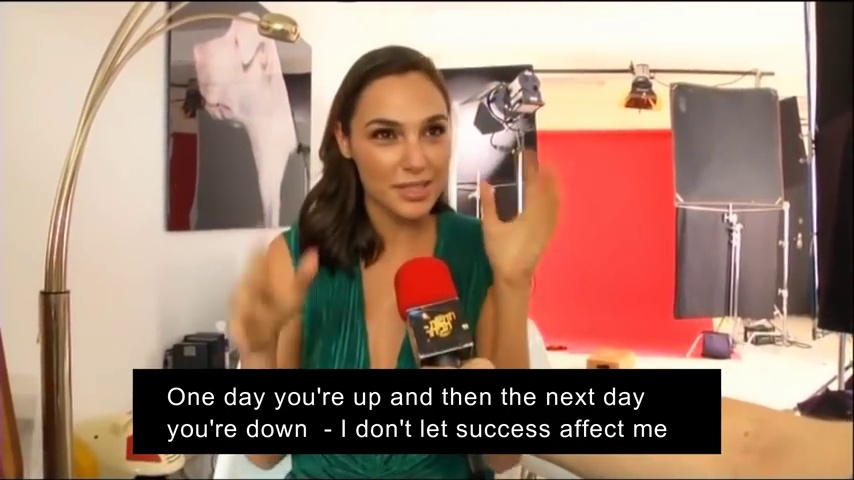 One day you're up and then the next day
you're down  - I don't let success affect me